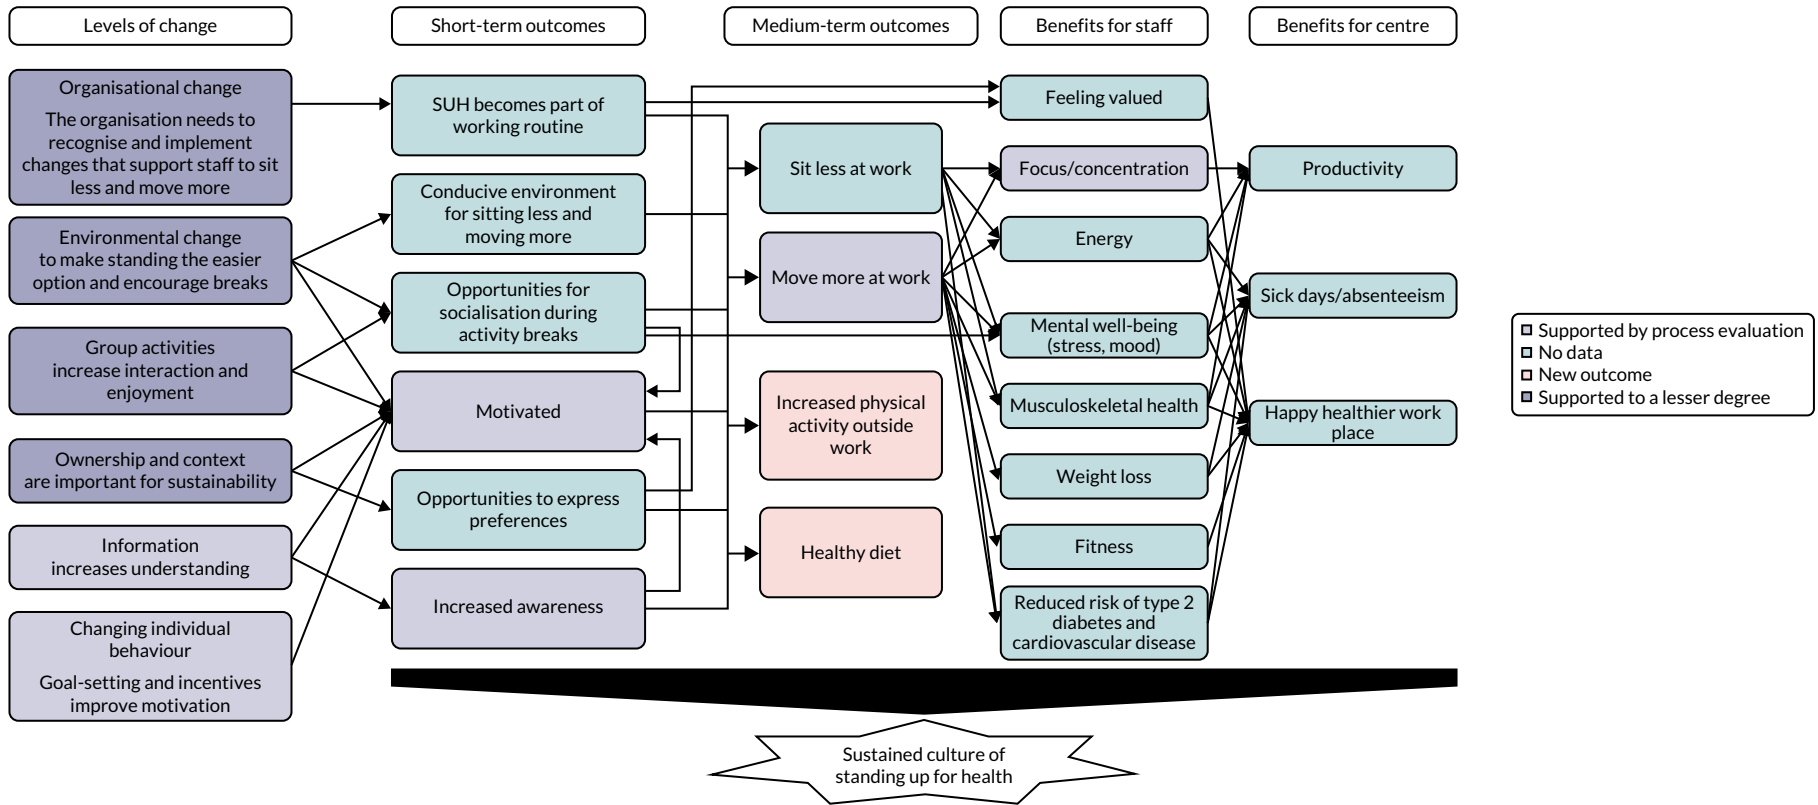 Levels of change
Short-term outcomes
Medium-term outcomes
Benefits for staff
Benefits for centre
Organisational change
The organisation needs to
recognise and implement
changes that support staff to sit
less and move more
Environmental change
to make standing the easier
option and encourage breaks
Group activities
increase interaction and
enjoyment
Ownership and context
are important for sustainability
Information
increases understanding
Changing individual
behaviour
Goal-setting and incentives
improve motivation
SUH becomes part of
working routine
Conducive environment
for sitting less and
moving more
Opportunities for
socialisation during
activity breaks
Motivated
Opportunities to express
preferences
Increased awareness
Sit less at work
Move more at work
Increased physical
activity outside
work
Healthy diet
Feeling valued
Focus/concentration
Energy
Mental well-being
(stress, mood)
Musculoskeletal health
Weight loss
Fitness
Reduced risk of type 2
diabetes and
cardiovascular disease
Productivity
Sick days/absenteeism
Happy healthier work
place
Supported by process evaluation
No data
New outcome
Supported to a lesser degree
Sustained culture of
standing up for health